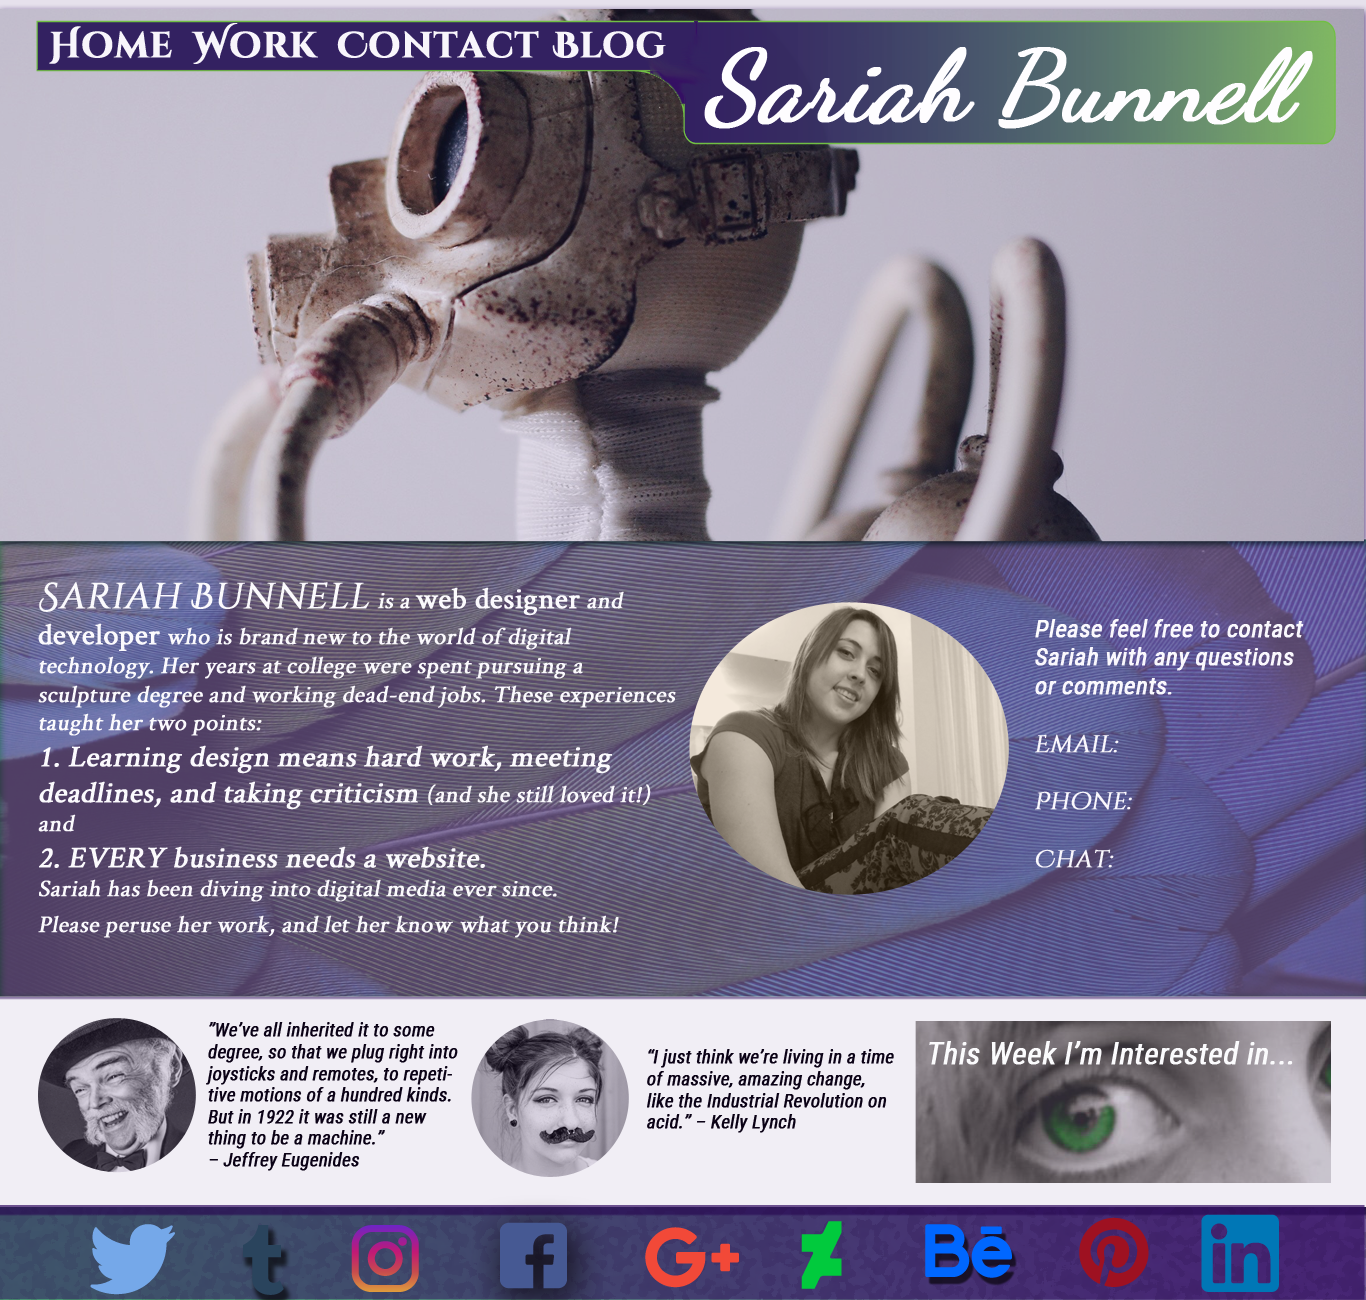 Home Work Contact Blog
Sariah Bunnell
Sariah Bunnell is a web designer and
developer who is brand new to the world of digital
technology. Her years at college were spent pursuing a
sculpture degree and working dead-end jobs. These experiences
taught her two points:
1. Learning design means hard work, meeting
deadlines, and taking criticism (and she still loved it!)
and
2. EVERY business needs a website.
Sariah has been diving into digital media ever since.
Please peruse her work, and let her know what you think!
Please feel free to contact
Sariah with any questions
or comments.
Email:
Phone:
Chat:
”We’ve all inherited it to some
degree, so that we plug right into
joysticks and remotes, to repeti-
tive motions of a hundred kinds.
But in 1922 it was still a new
thing to be a machine.”
– Jeffrey Eugenides
“I just think we’re living in a time
of massive, amazing change,
like the Industrial Revolution on
acid.” – Kelly Lynch
This Week I’m Interested in...
t f G+ Bē in